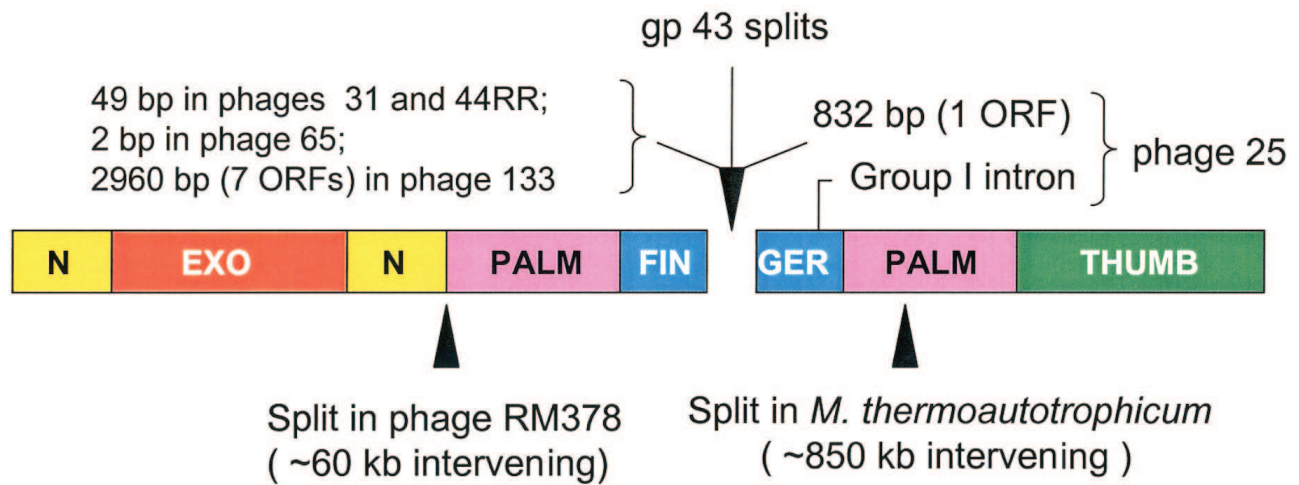 gp 43 splits
49 bp in phages 31 and 44RR;
2 bp in phage 65;
2960 bp (7 ORFs) in phage 133
832 bp (1 ORF)
Group I intron
phage 25
N EXO N PALM FIN GER PALM THUMB
Split in phage RM378
( ~60 kb intervening)
Split in M. thermoautotrophicum
( ~850 kb intervening )